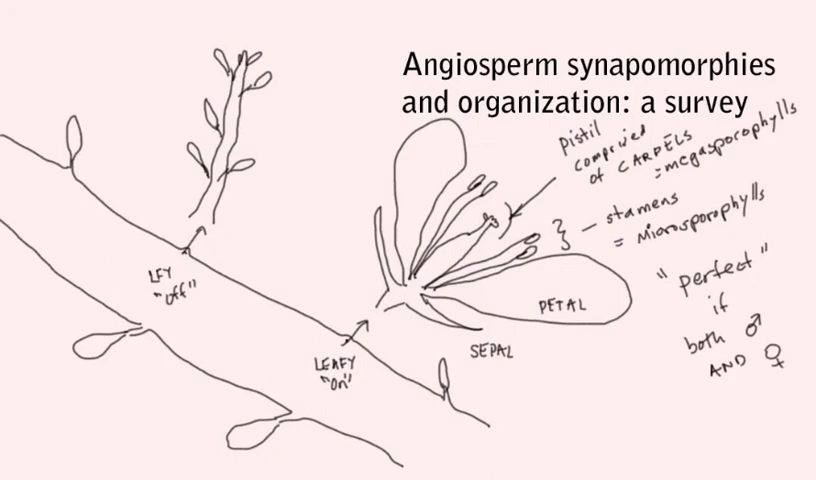 Angiosperm synapomorphies
and organization: a survey
Pistil
comprised
of CARPELS
=megasporophylls
stamens
= Microsporophylls
"perfect"
if
both ♂
AND ♀
LFY
"off"
LEAFY
"On"
PETAL
SEPAL